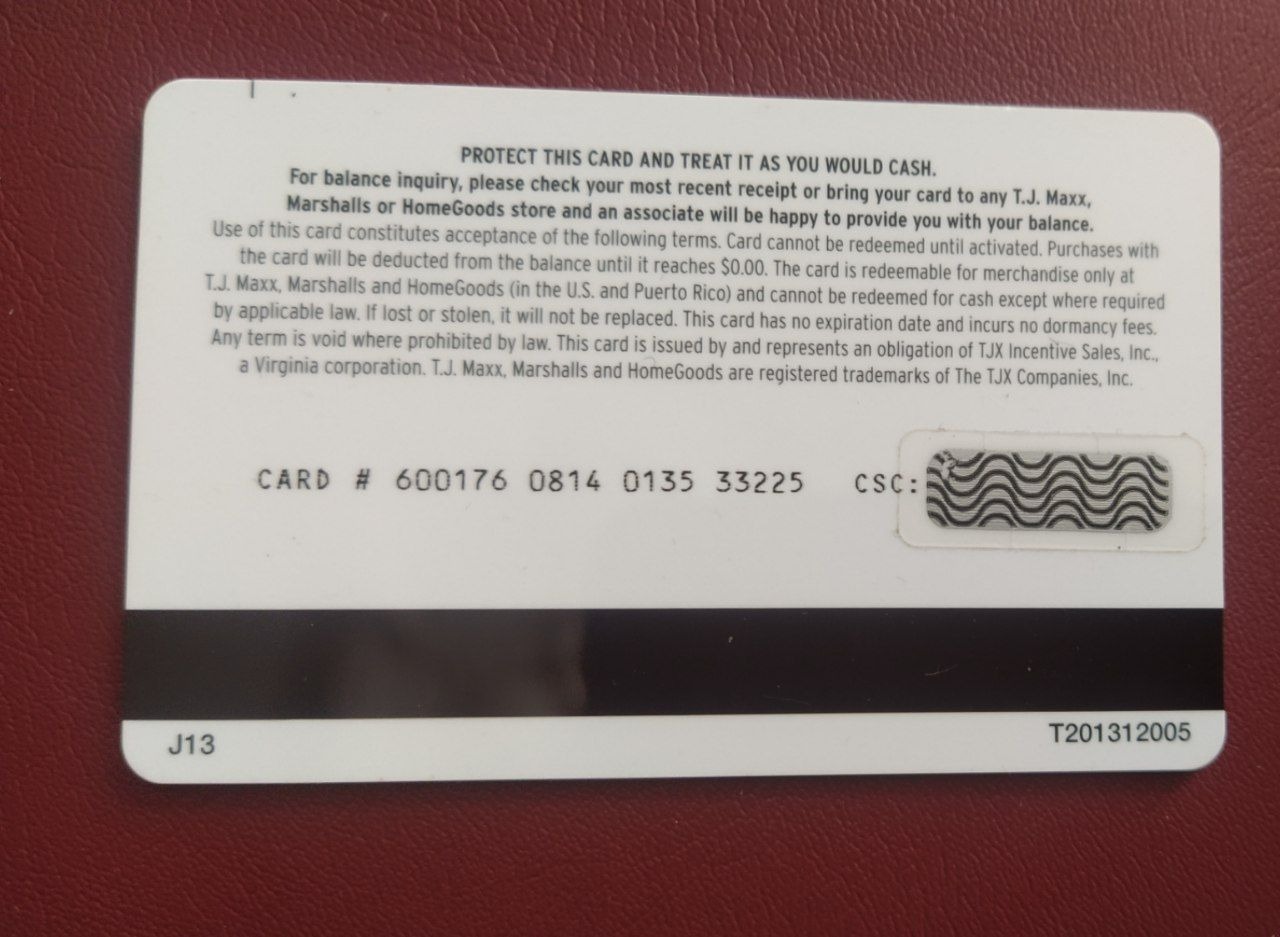 PROTECT THIS CARD AND TREAT IT AS YOU WOULD CASH.
For balance inquiry, please check your most recent receipt or bring your card to any T.J. Maxx,
Marshalls or HomeGoods store and an associate will be happy to provide you with your balance.
Use of this card constitutes acceptance of the following terms. Card cannot be redeemed until activated. Purchases with
the card will be deducted from the balance until it reaches $0.00. The card is redeemable for merchandise only at
T.J. Maxx, Marshalls and HomeGoods (in the U.S. and Puerto Rico) and cannot be redeemed for cash except where required
by applicable law. If lost or stolen, it will not be replaced. This card has no expiration date and incurs no dormancy fees.
Any term is void where prohibited by law. This card is issued by and represents an obligation of TJX Incentive Sales, Inc.,
a Virginia corporation. T.J. Maxx, Marshalls and HomeGoods are registered trademarks of The TJX Companies, Inc.
CARD # 600176 0814 0135 33225 CSC:
J13 T201312005